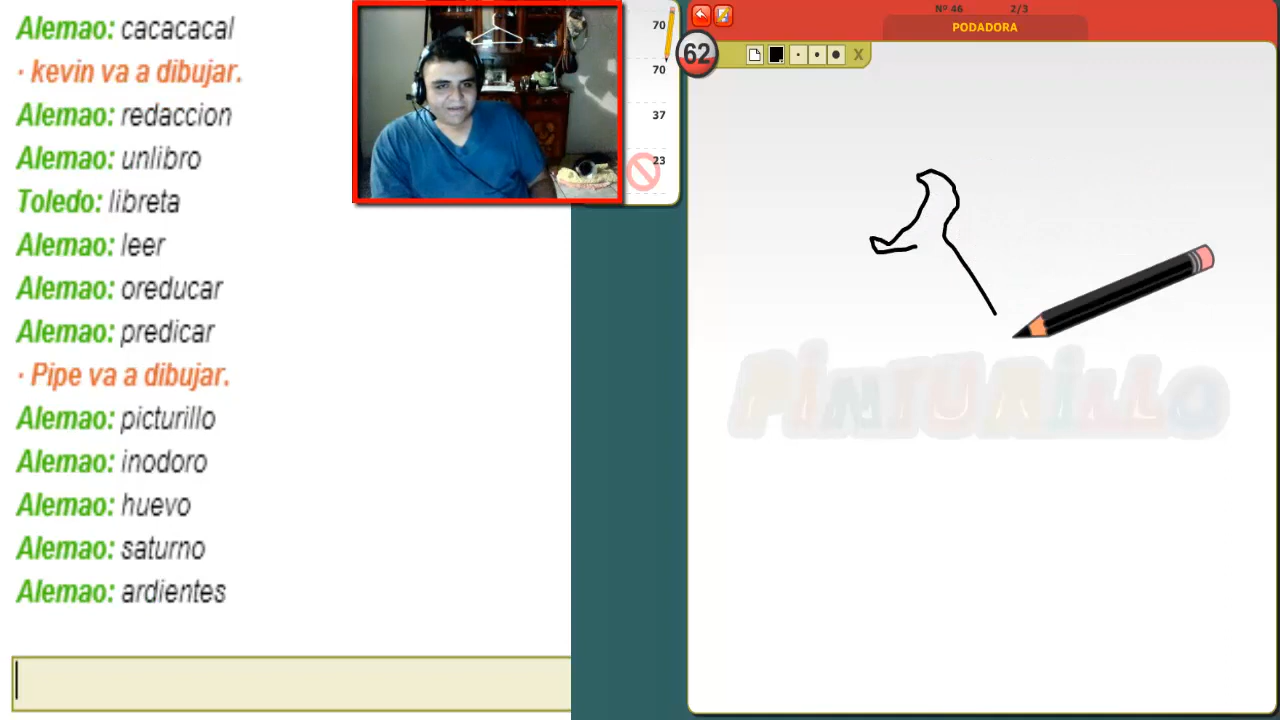 Alemao: cacacacal
· kevin va a dibujar.
Alemao: redaccion
Alemao: unlibro
Toledo: libreta
Alemao: leer
Alemao: oreducar
Alemao: predicar
· Pipe va a dibujar.
Alemao: picturillo
Alemao: inodoro
Alemao: huevo
Alemao: saturno
Alemao: ardientes
70
70
37
23
62
Nº 46 2/3
PODADORA
X
PINTURILLO